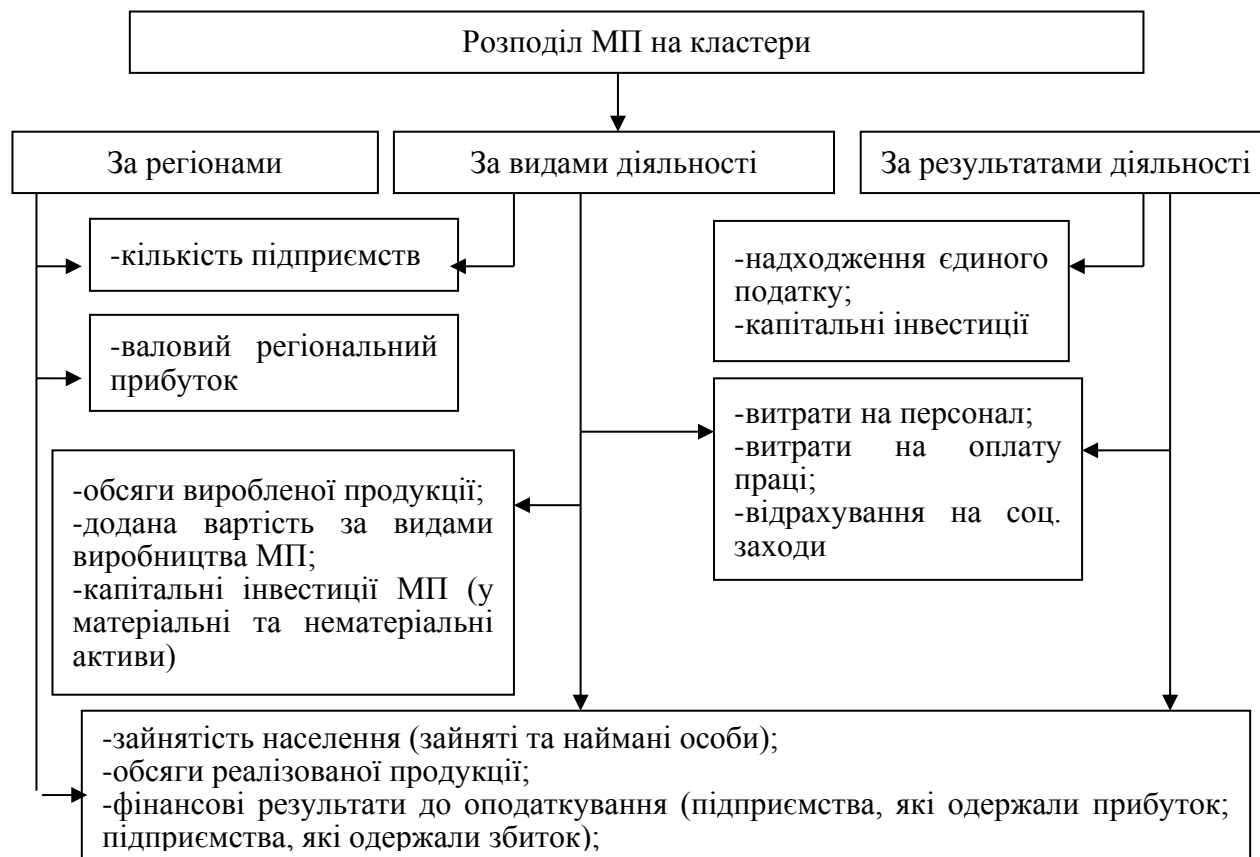 Розподіл МП на кластери
За регіонами
За видами діяльності
За результатами діяльності
-кількість підприємств
-надходження єдиного
податку;
-капітальні інвестиції
-валовий регіональний
прибуток
-витрати на персонал;
-витрати на оплату
праці;
-відрахування на соц.
заходи
-обсяги виробленої продукції;
-додана вартість за видами
виробництва МП;
-капітальні інвестиції МП (у
матеріальні та нематеріальні
активи)
-зайнятість населення (зайняті та наймані особи);
-обсяги реалізованої продукції;
-фінансові результати до оподаткування (підприємства, які одержали прибуток;
підприємства, які одержали збиток);